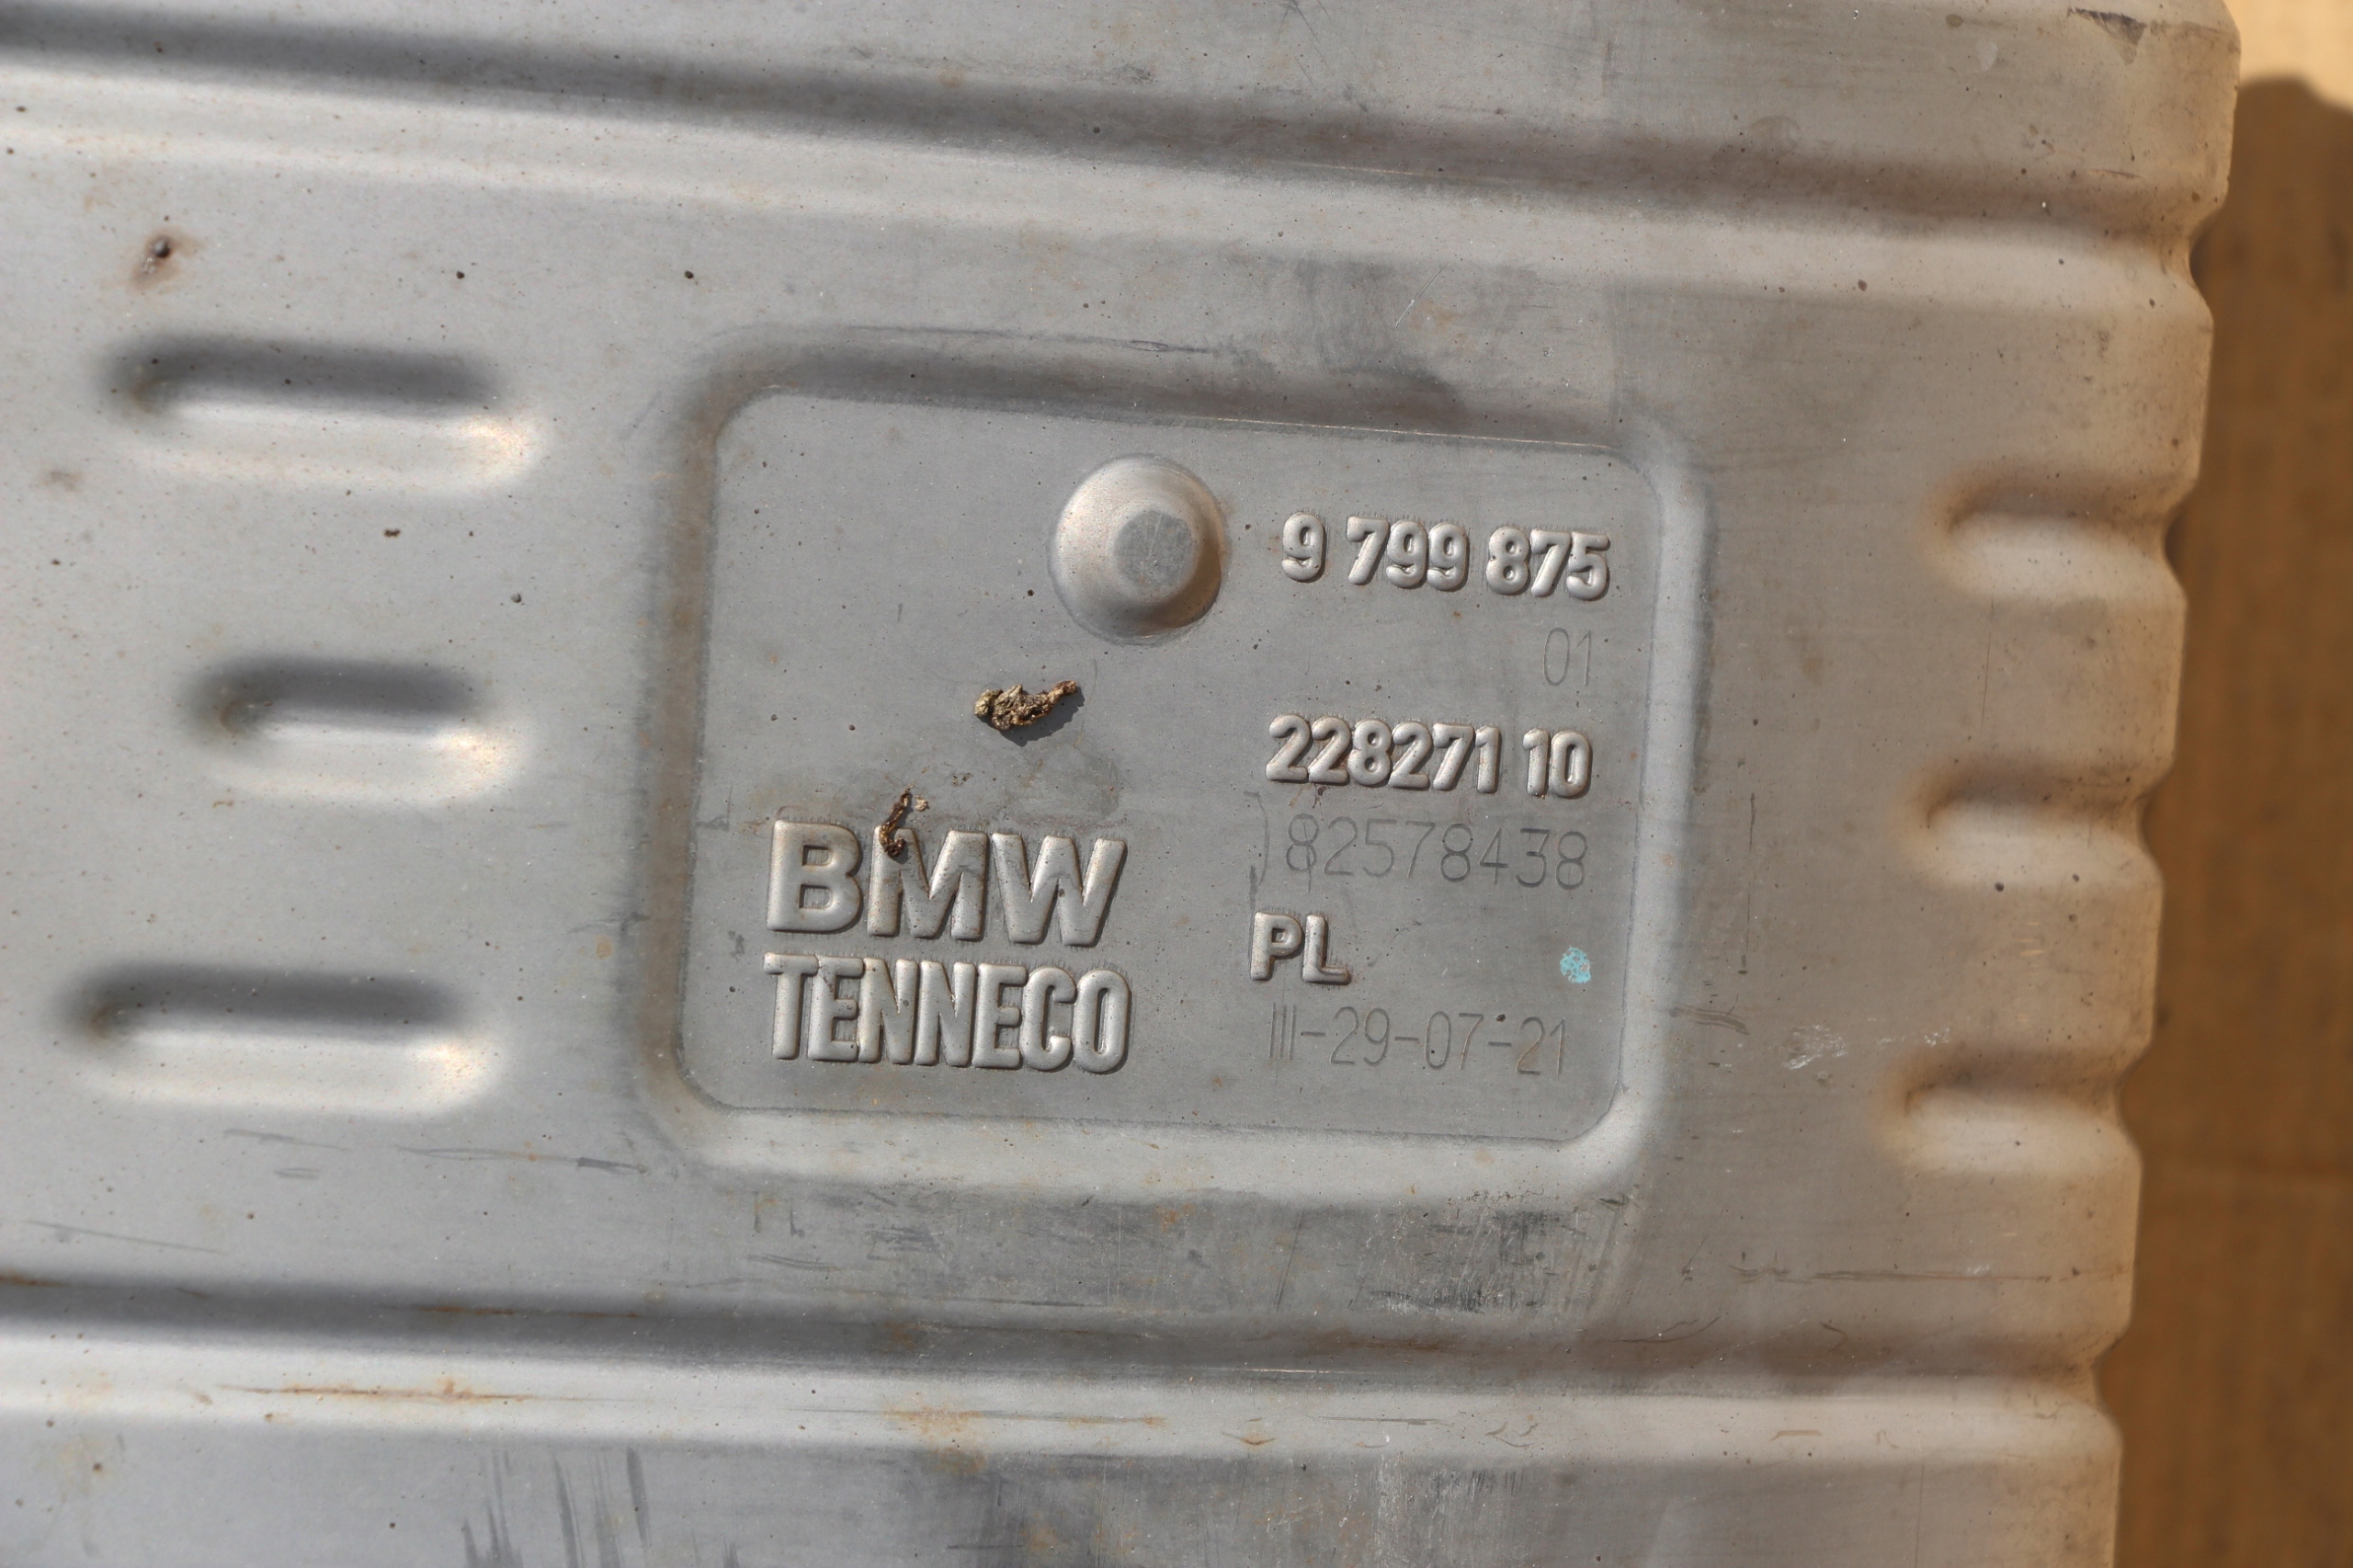 9 799 875
01
228271 10
82578438
BMW
PL
TENNECO
III-29-07-21